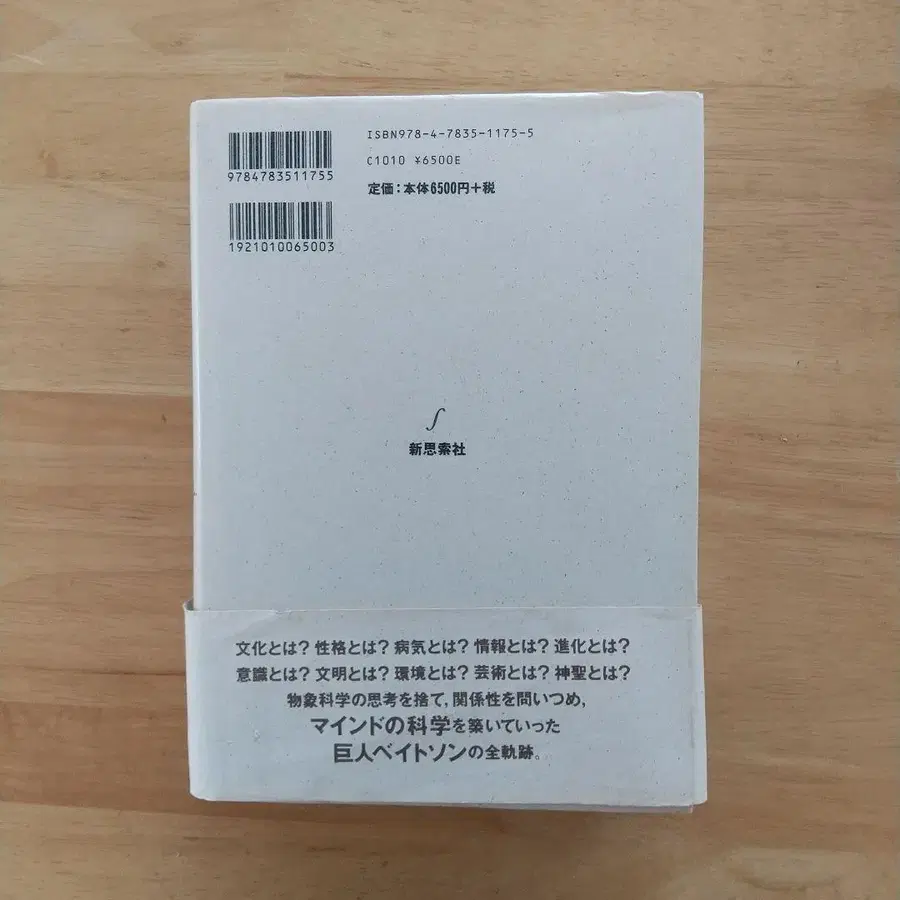 ISBN978-4-7835-1175-5
C1010 ¥6500E
定価：本体6500円+税
9784783511755
1921010065003
新思索社
文化とは？性格とは？病気とは？情報とは？進化とは？
意識とは？文明とは？環境とは？芸術とは？神聖とは？
物象科学の思考を捨て，関係性を問いつめ，
マインドの科学を築いていった
巨人ベイトソンの全軌跡。